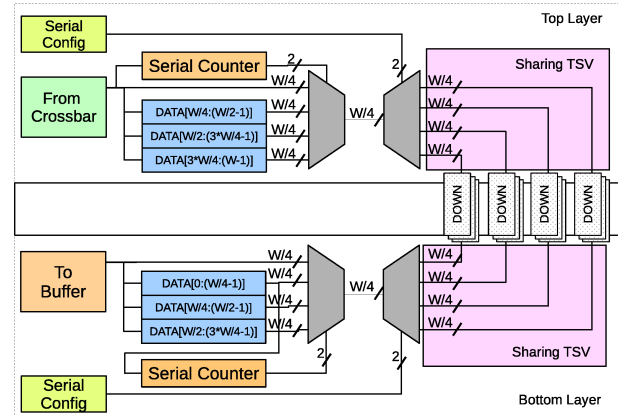 Serial
Config
Top Layer
2
Serial Counter
2
Sharing TSV
From
Crossbar
W/4
W/4
DATA[W/4:(W/2-1)]
W/4
W/4
W/4
DATA[W/2:(3*W/4-1)]
W/4
W/4
DATA[3*W/4:(W-1)]
W/4
W/4
DOWN
DOWN
DOWN
DOWN
To
Buffer
W/4
W/4
W/4
DATA[0:(W/4-1)]
W/4
W/4
W/4
DATA[W/4:(W/2-1)]
W/4
W/4
DATA[W/2:(3*W/4-1)]
W/4
W/4
Serial Counter
2
2
Sharing TSV
Serial
Config
Bottom Layer